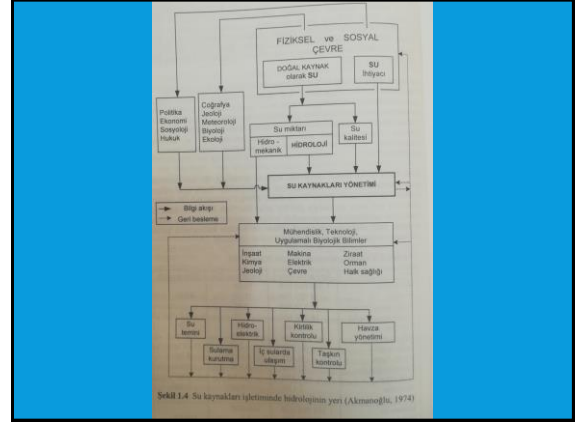 FİZİKSEL ve SOSYAL
ÇEVRE
DOĞAL KAYNAK
olarak SU
SU
İhtiyacı
Politika
Ekonomi
Sosyoloji
Hukuk
Coğrafya
Jeoloji
Meteoroloji
Biyoloji
Ekoloji
Su miktarı
Hidro -
mekanik
HİDROLOJİ
Su
kalitesi
SU KAYNAKLARI YÖNETİMİ
Bilgi akışı
Geri besleme
Mühendislik, Teknoloji,
Uygulamalı Biyolojik Bilimler
İnşaat Makina Ziraat
Kimya Elektrik Orman
Jeoloji Çevre Halk sağlığı
Su
temini
Hidro-
elektrik
Kirlilik
kontrolu
Havza
yönetimi
Sulama
kurutma
İç sularda
ulaşım
Taşkın
kontrolu
Şekil 1.4 Su kaynakları işletiminde hidrolojinin yeri (Akmanoğlu, 1974)